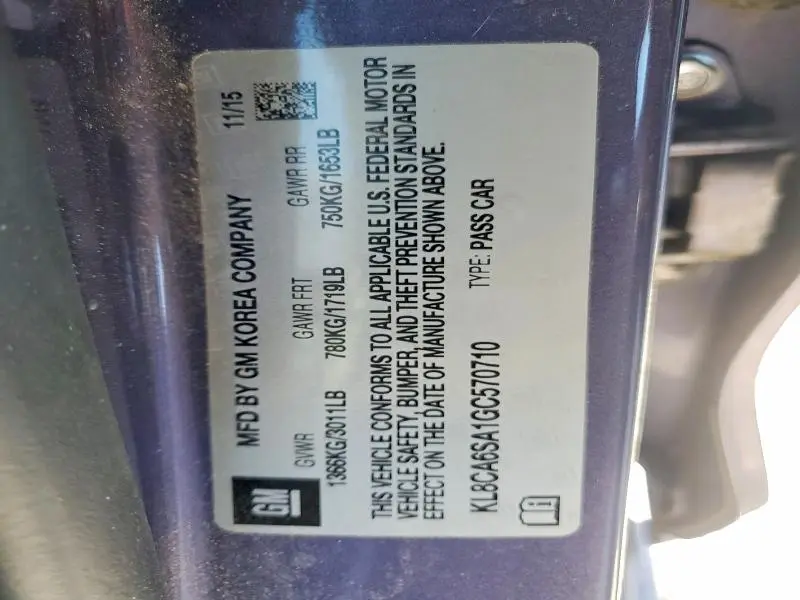 GM
MFD BY GM KOREA COMPANY 11/15
GVWR GAWR FRT GAWR RR
1366KG/3011LB 780KG/1719LB 750KG/1653LB
THIS VEHICLE CONFORMS TO ALL APPLICABLE U.S. FEDERAL MOTOR
VEHICLE SAFETY, BUMPER, AND THEFT PREVENTION STANDARDS IN
EFFECT ON THE DATE OF MANUFACTURE SHOWN ABOVE.
KL8CA6SA1GC570710 TYPE: PASS CAR